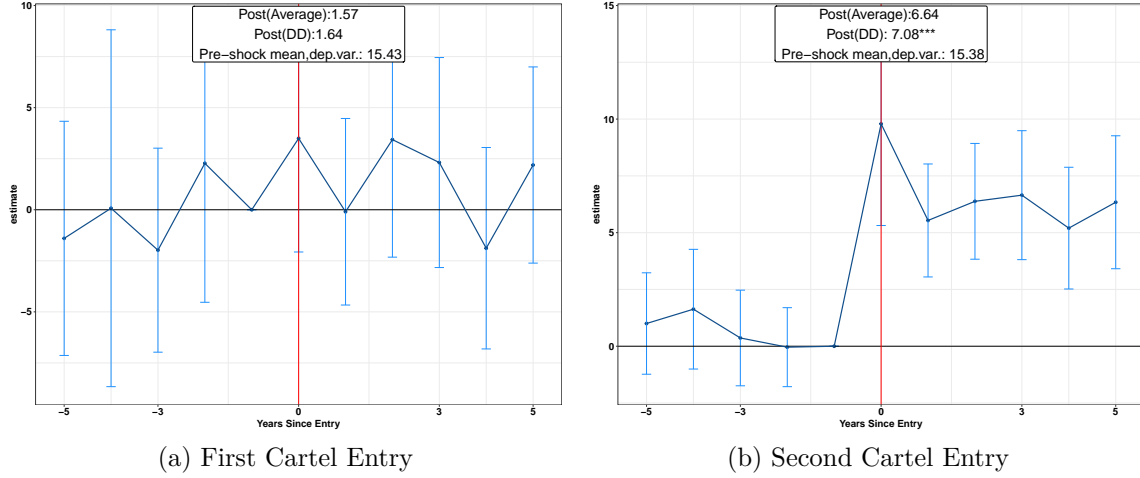 Post(Average):1.57
Post(DD):1.64
Pre−shock mean,dep.var.: 15.43
10
5
0
−5
estimate
−5 −3 0 3 5
Years Since Entry
(a) First Cartel Entry
Post(Average):6.64
Post(DD): 7.08***
Pre−shock mean,dep.var.: 15.38
15
10
5
0
estimate
−5 −3 0 3 5
Years Since Entry
(b) Second Cartel Entry